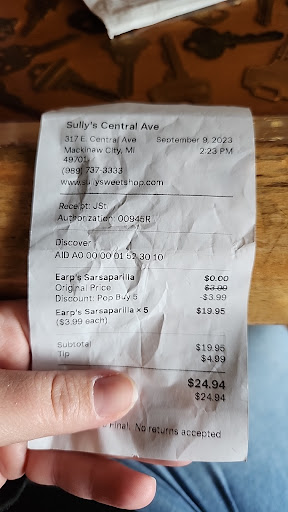 Sully's Central Ave
317 E. Central Ave September 9, 2023
Mackinaw City, MI 2:23 PM
49701
(989) 737-3333
www.sullysweetshop.com
Receipt: JSt
Authorization: 00945R
Discover
AID A0 00 00 01 52 30 10
Earp's Sarsaparilla $0.00
Original Price $3.99
Discount: Pop Buy 5 -$3.99
Earp's Sarsaparilla × 5 $19.95
($3.99 each)
Subtotal $19.95
Tip $4.99
$24.94
$24.94
Final. No returns accepted